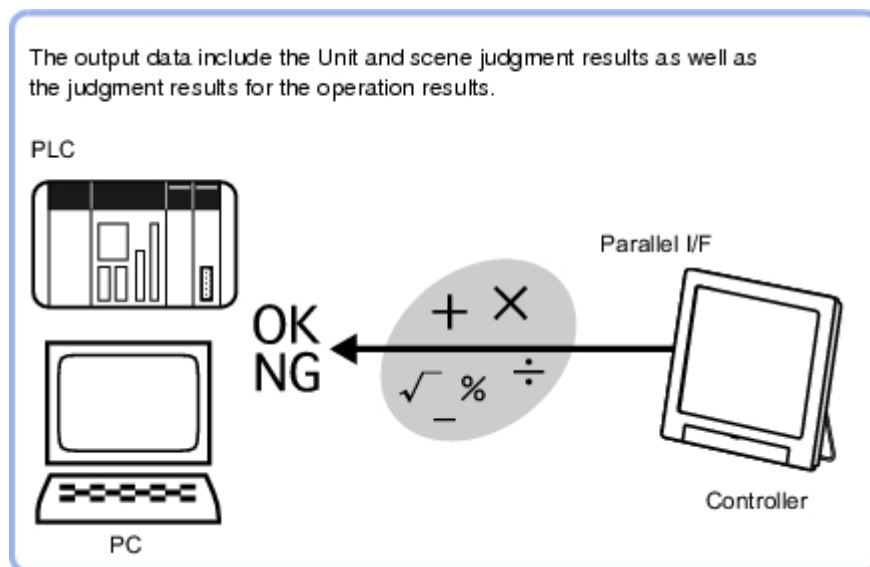 The output data include the Unit and scene judgment results as well as
the judgment results for the operation results.
PLC
Parallel I/F
+ ×
OK
NG
√ % ÷
−
Controller
PC